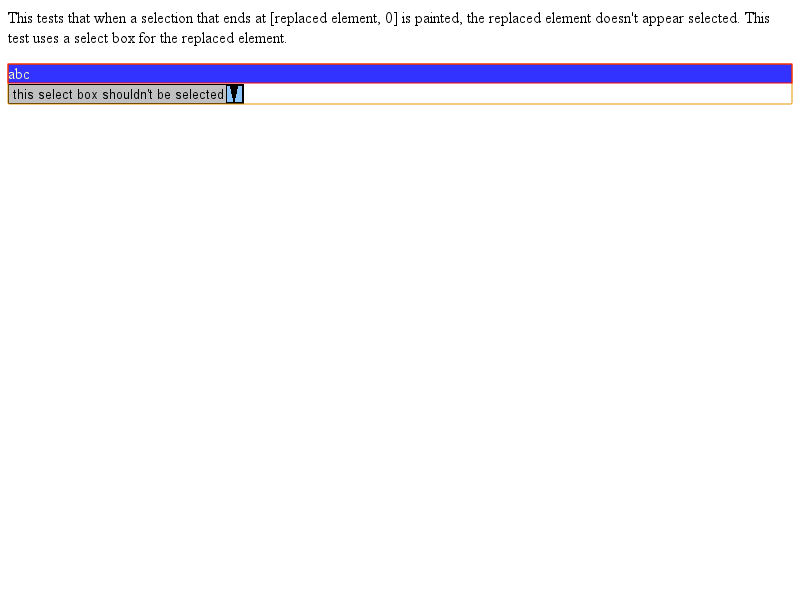 This tests that when a selection that ends at [replaced element, 0] is painted, the replaced element doesn't appear selected. This
test uses a select box for the replaced element.
abc
this select box shouldn't be selected